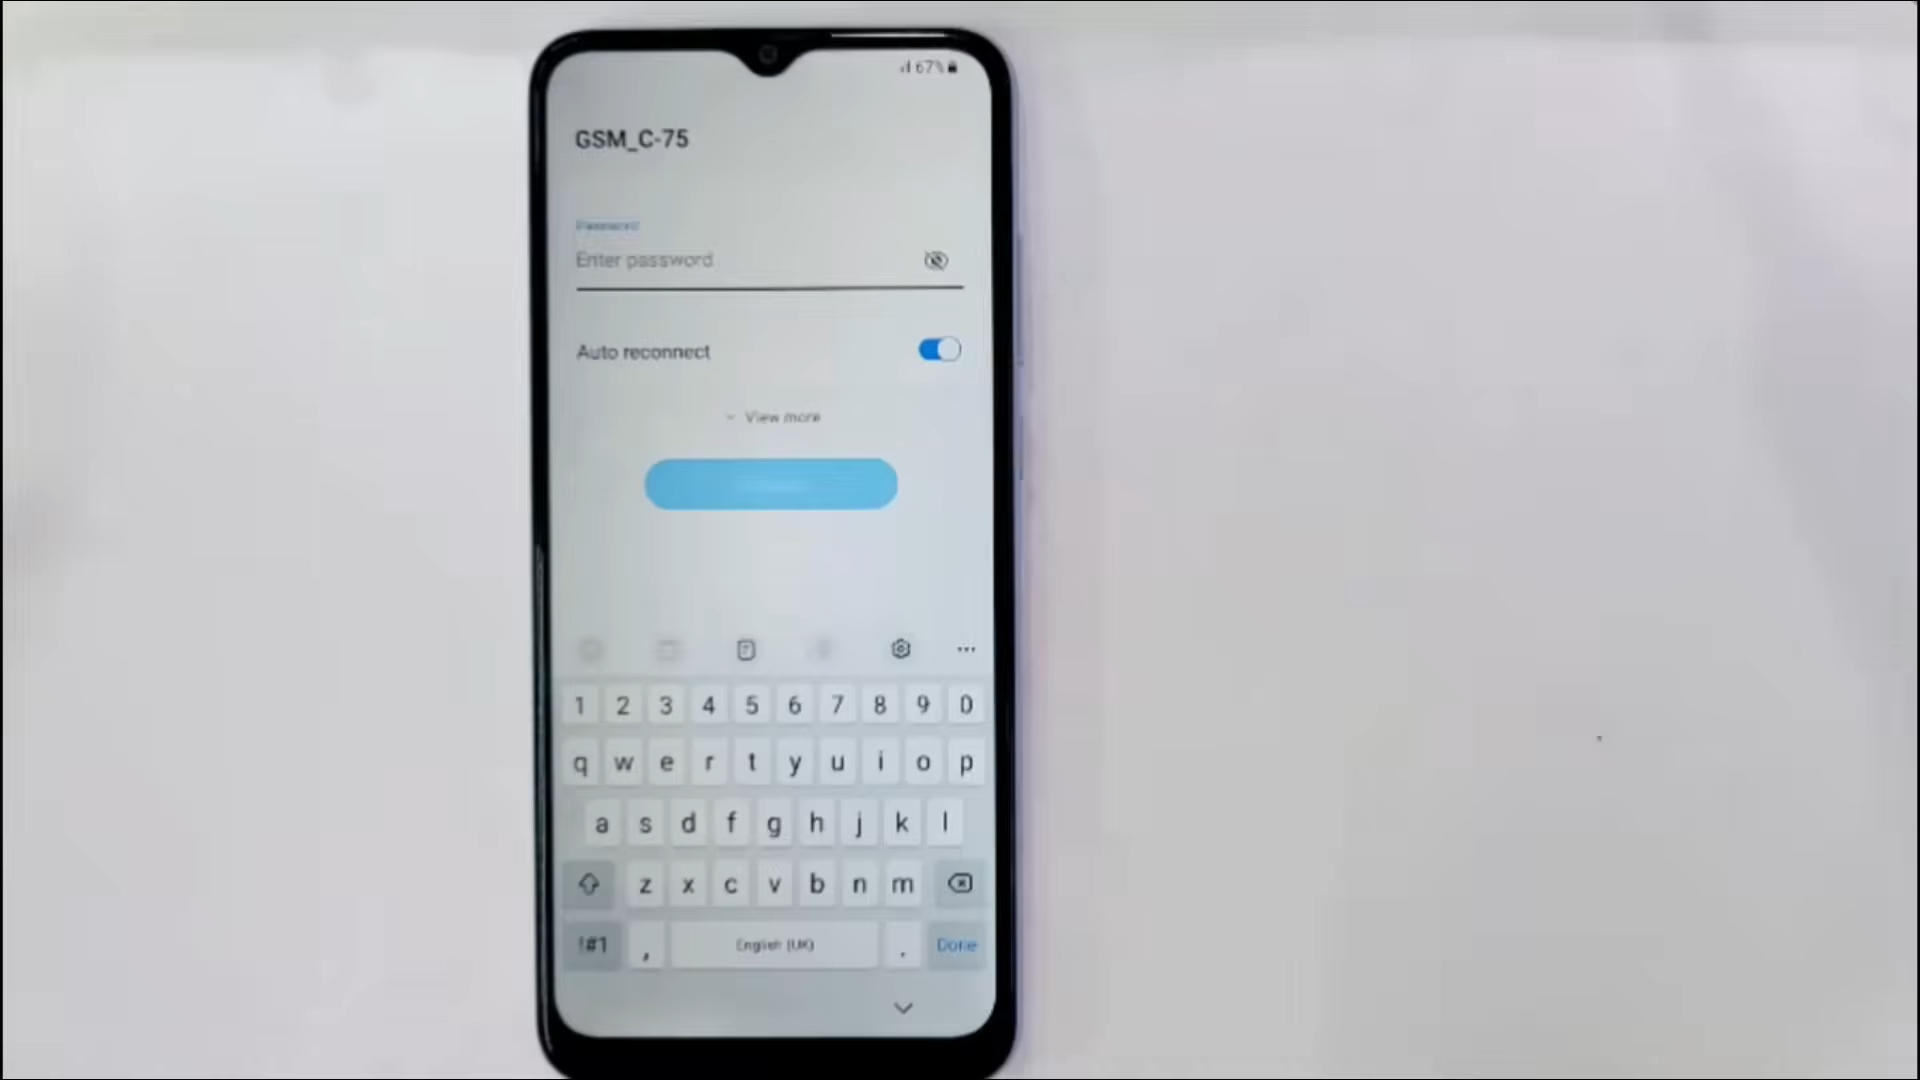 67%
GSM_C-75
Password
Enter password
Auto reconnect
View more
1 2 3 4 5 6 7 8 9 0
q w e r t y u i o p
a s d f g h j k l
z x c v b n m
!#1 , English (UK) . Done